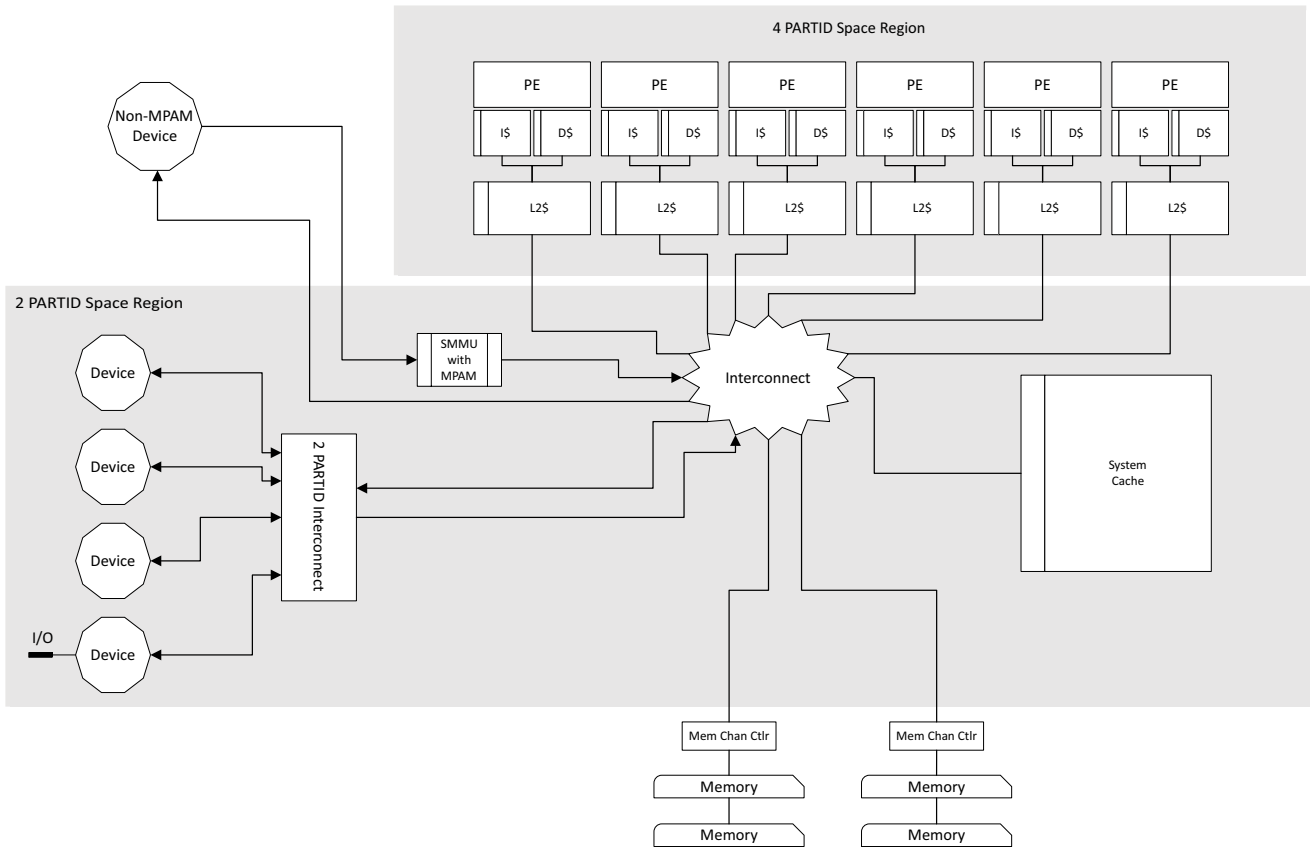 4 PARTID Space Region
PE
PE
PE
PE
PE
PE
I$
D$
I$
D$
I$
D$
I$
D$
I$
D$
I$
D$
L2$
L2$
L2$
L2$
L2$
L2$
Non-MPAM
Device
2 PARTID Space Region
Device
Device
Device
I/O
Device
2 PARTID Interconnect
SMMU
with
MPAM
Interconnect
System
Cache
Mem Chan Ctlr
Mem Chan Ctlr
Memory
Memory
Memory
Memory